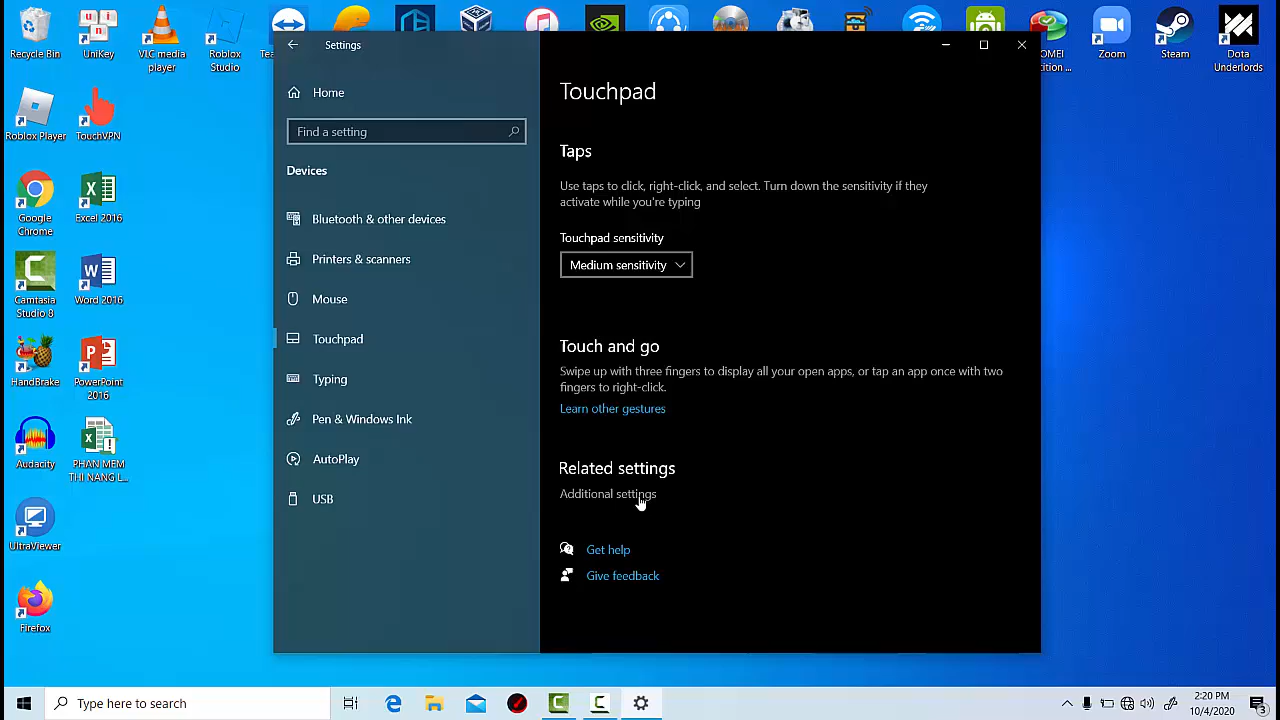 Recycle Bin
UniKey
VLC media
player
Roblox
Studio
Zoom
Steam
Dota
Underlords
Roblox Player
TouchVPN
Google
Chrome
Excel 2016
Camtasia
Studio 8
Word 2016
HandBrake
PowerPoint
2016
Audacity
PHAN MEM
THI NANG L...
UltraViewer
Firefox
Settings
Home
Find a setting
Devices
Bluetooth & other devices
Printers & scanners
Mouse
Touchpad
Typing
Pen & Windows Ink
AutoPlay
USB
Touchpad
Taps
Use taps to click, right-click, and select. Turn down the sensitivity if they
activate while you're typing
Touchpad sensitivity
Medium sensitivity
Touch and go
Swipe up with three fingers to display all your open apps, or tap an app once with two
fingers to right-click.
Learn other gestures
Related settings
Additional settings
Get help
Give feedback
Type here to search
2:20 PM
10/4/2020
3